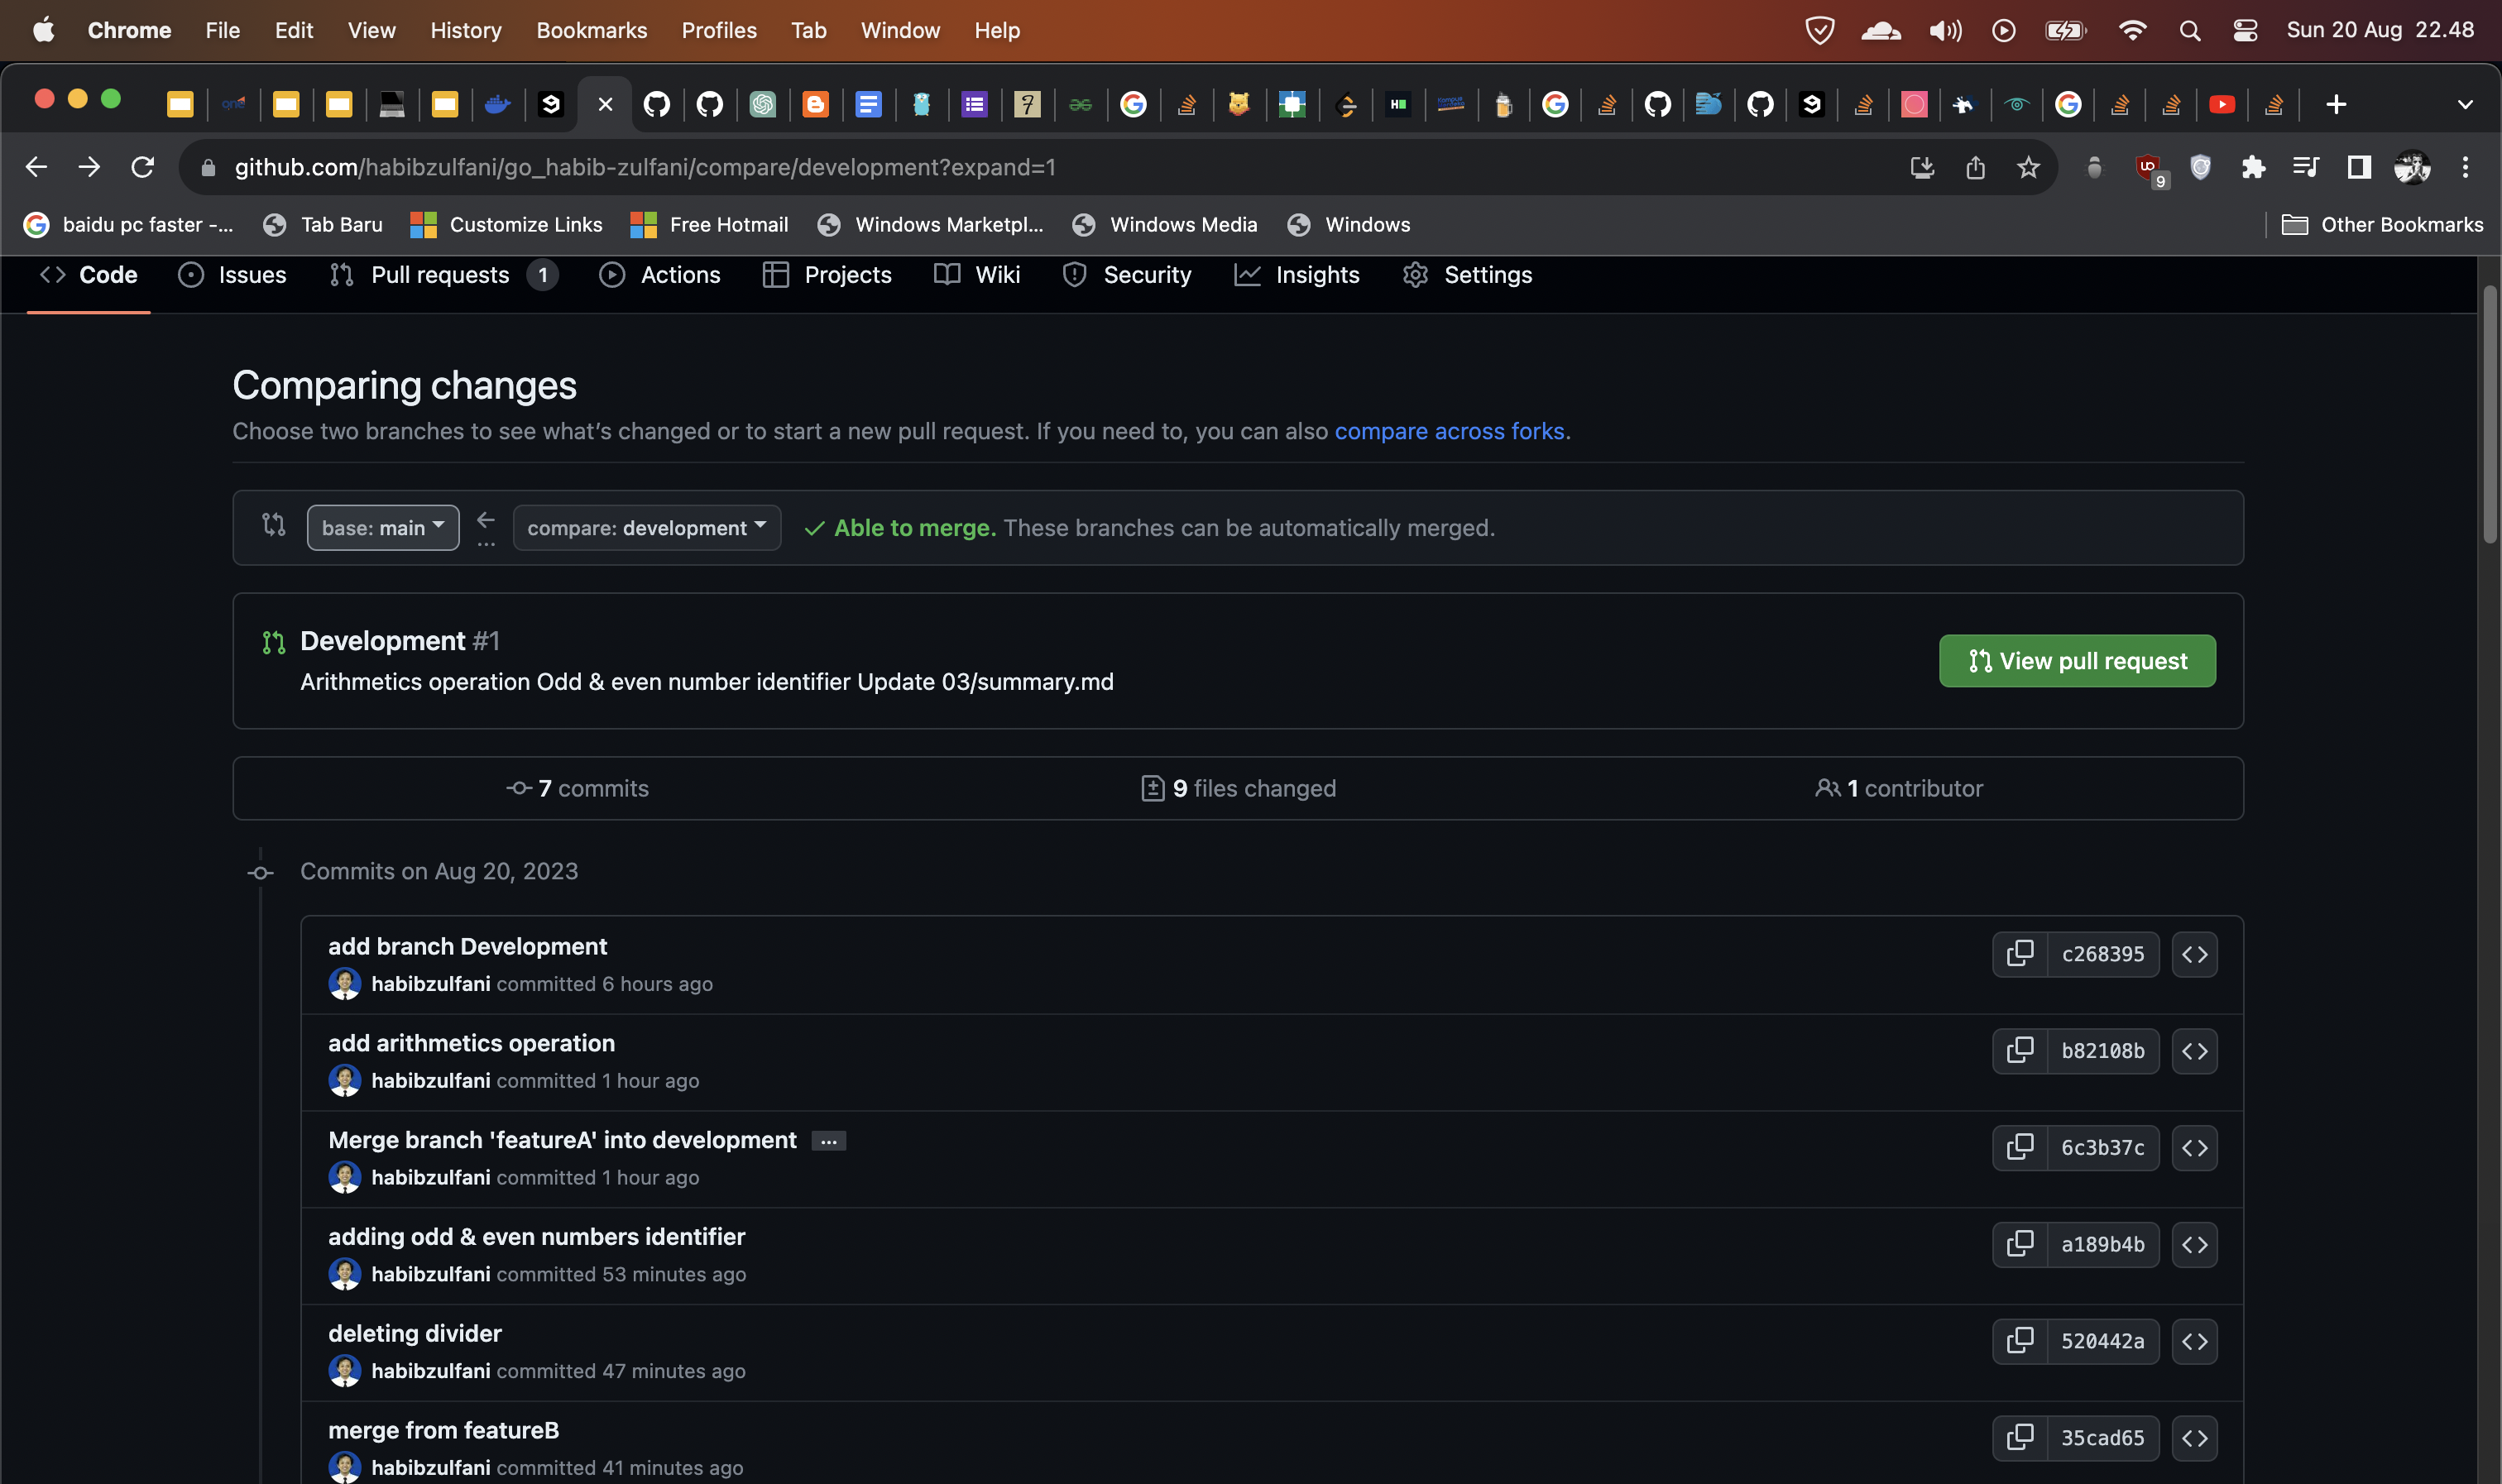 Chrome File Edit View History Bookmarks Profiles Tab Window Help Sun 20 Aug 22.48
github.com/habibzulfani/go_habib-zulfani/compare/development?expand=1
9
baidu pc faster -... Tab Baru Customize Links Free Hotmail Windows Marketpl... Windows Media Windows Other Bookmarks
Code Issues Pull requests 1 Actions Projects Wiki Security Insights Settings
Comparing changes
Choose two branches to see what’s changed or to start a new pull request. If you need to, you can also compare across forks.
base: main compare: development Able to merge. These branches can be automatically merged.
Development #1
Arithmetics operation Odd & even number identifier Update 03/summary.md
View pull request
7 commits 9 files changed 1 contributor
Commits on Aug 20, 2023
add branch Development
habibzulfani committed 6 hours ago
c268395
add arithmetics operation
habibzulfani committed 1 hour ago
b82108b
Merge branch 'featureA' into development ...
habibzulfani committed 1 hour ago
6c3b37c
adding odd & even numbers identifier
habibzulfani committed 53 minutes ago
a189b4b
deleting divider
habibzulfani committed 47 minutes ago
520442a
merge from featureB
habibzulfani committed 41 minutes ago
35cad65